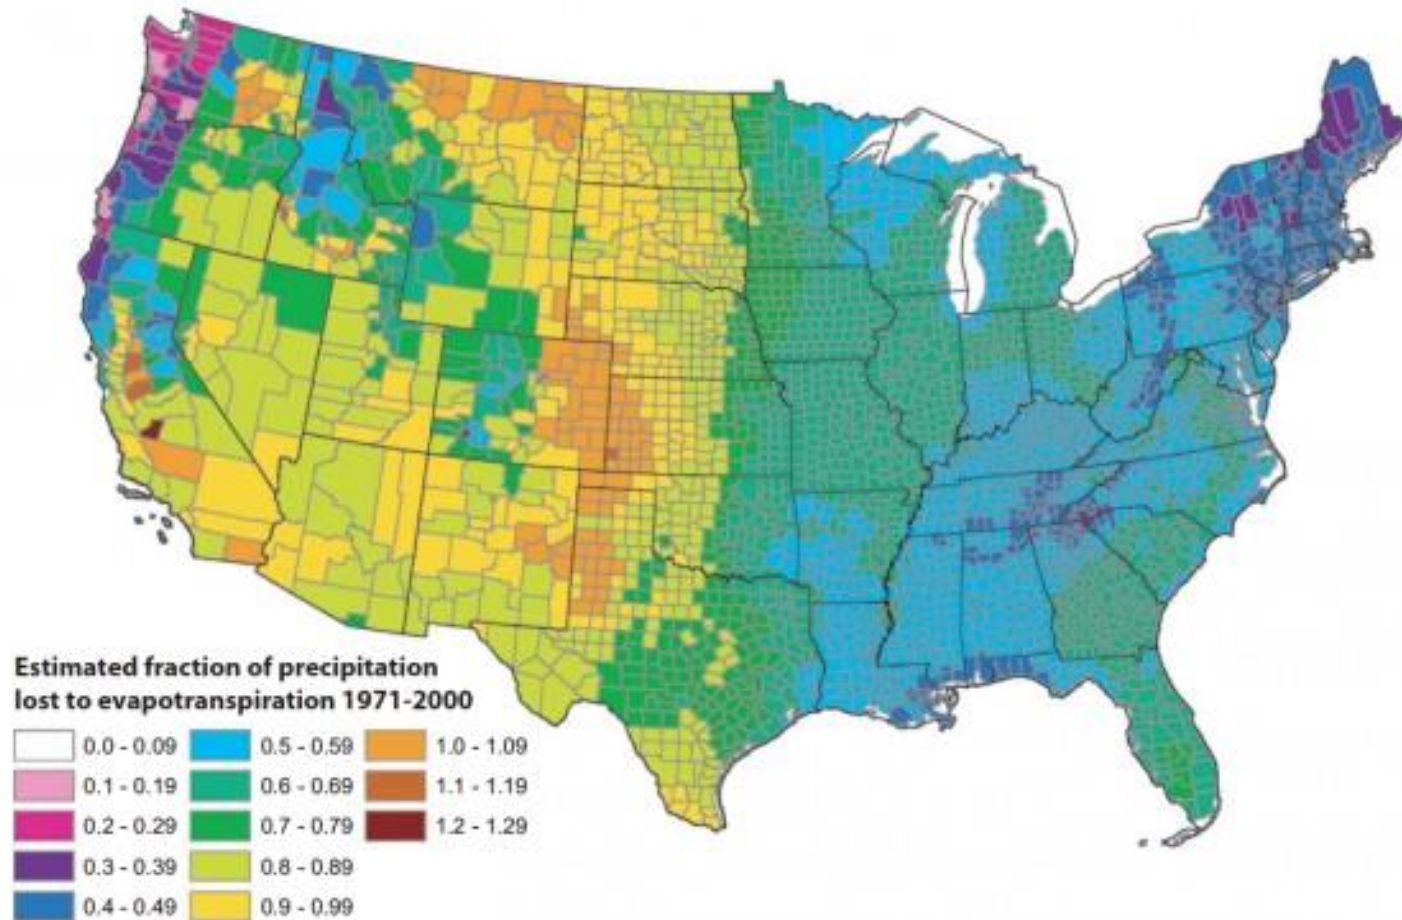 Estimated fraction of precipitation
lost to evapotranspiration 1971-2000
0.0 - 0.09
0.1 - 0.19
0.2 - 0.29
0.3 - 0.39
0.4 - 0.49
0.5 - 0.59
0.6 - 0.69
0.7 - 0.79
0.8 - 0.89
0.9 - 0.99
1.0 - 1.09
1.1 - 1.19
1.2 - 1.29